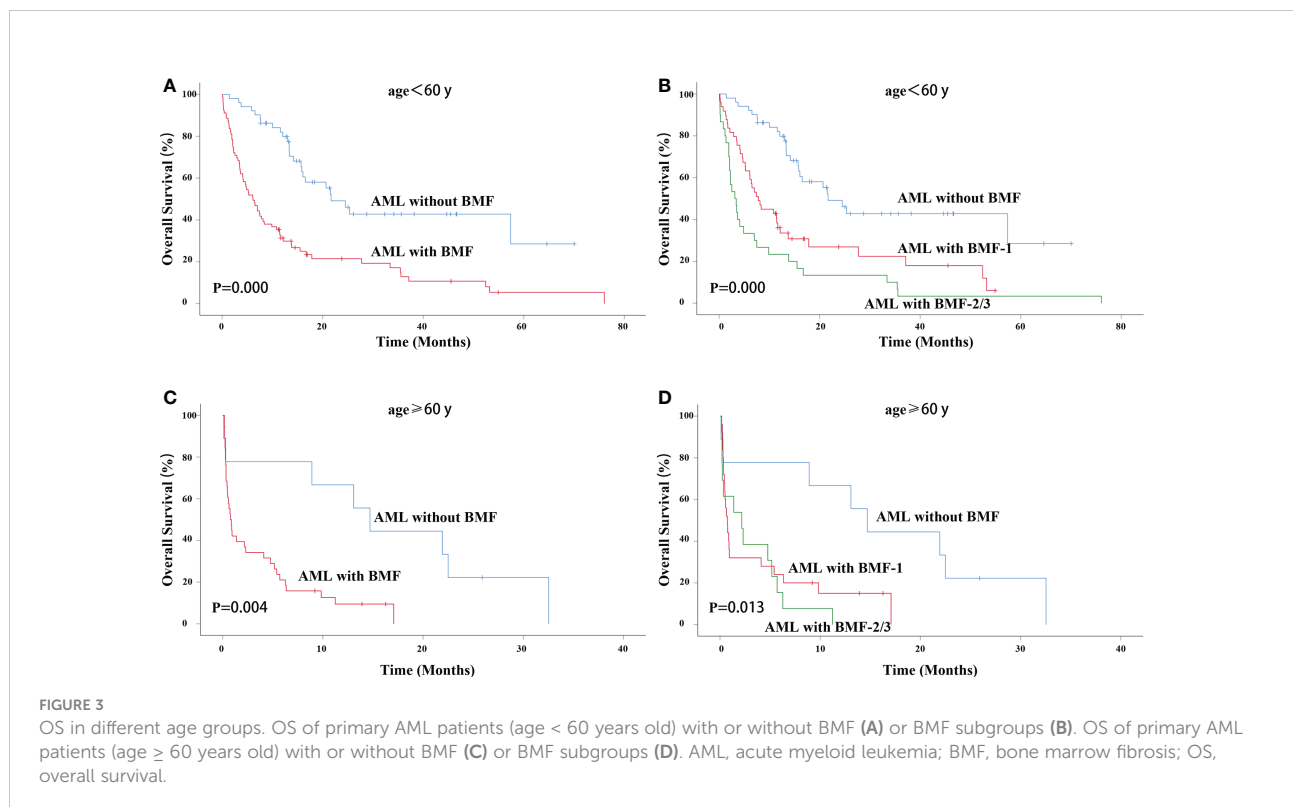 A
age<60 y
Overall Survival (%)
100
80
60
40
20
0
AML without BMF
AML with BMF
P=0.000
0 20 40 60 80
Time (Months)
B
age<60 y
Overall Survival (%)
100
80
60
40
20
0
AML without BMF
AML with BMF-1
P=0.000
AML with BMF-2/3
0 20 40 60 80
Time (Months)
C
age≥60 y
Overall Survival (%)
100
80
60
40
20
0
AML without BMF
AML with BMF
P=0.004
0 10 20 30 40
Time (Months)
D
age≥60 y
Overall Survival (%)
100
80
60
40
20
0
AML without BMF
AML with BMF-1
P=0.013
AML with BMF-2/3
0 10 20 30 40
Time (Months)
FIGURE 3
OS in different age groups. OS of primary AML patients (age < 60 years old) with or without BMF (A) or BMF subgroups (B). OS of primary AML
patients (age ≥ 60 years old) with or without BMF (C) or BMF subgroups (D). AML, acute myeloid leukemia; BMF, bone marrow fibrosis; OS,
overall survival.